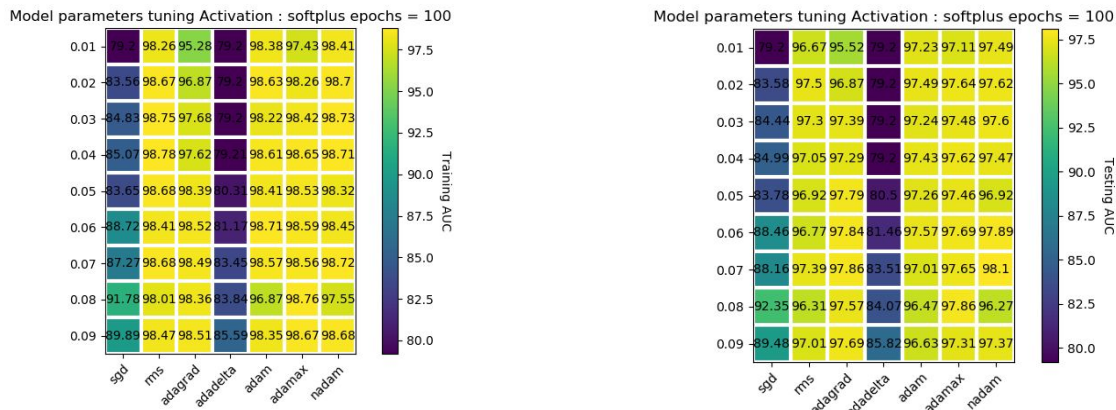 Model parameters tuning Activation : softplus epochs = 100
0.01 79.2 98.26 95.28 79.2 98.38 97.43 98.41
0.02 83.56 98.67 96.87 79.2 98.63 98.26 98.7
0.03 84.83 98.75 97.68 79.2 98.22 98.42 98.73
0.04 85.07 98.78 97.62 79.21 98.61 98.65 98.71
0.05 83.65 98.68 98.39 80.31 98.41 98.53 98.32
0.06 88.72 98.41 98.52 81.17 98.71 98.59 98.45
0.07 87.27 98.68 98.49 83.45 98.57 98.56 98.72
0.08 91.78 98.01 98.36 83.84 96.87 98.76 97.55
0.09 89.89 98.47 98.51 85.59 98.35 98.67 98.68
sgd rms adagrad adadelta adam adamax nadam
97.5
95.0
92.5
90.0
87.5
85.0
82.5
80.0
Training AUC
Model parameters tuning Activation : softplus epochs = 100
0.01 79.2 96.67 95.52 79.2 97.23 97.11 97.49
0.02 83.58 97.5 96.87 79.2 97.49 97.64 97.62
0.03 84.44 97.3 97.39 79.2 97.24 97.48 97.6
0.04 84.99 97.05 97.29 79.2 97.43 97.62 97.47
0.05 83.78 96.92 97.79 80.5 97.26 97.46 96.92
0.06 88.46 96.77 97.84 81.46 97.57 97.69 97.89
0.07 88.16 97.39 97.86 83.51 97.01 97.65 98.1
0.08 92.35 96.31 97.57 84.07 96.47 97.86 96.27
0.09 89.48 97.01 97.69 85.82 96.63 97.31 97.37
sgd rms adagrad adadelta adam adamax nadam
97.5
95.0
92.5
90.0
87.5
85.0
82.5
80.0
Testing AUC